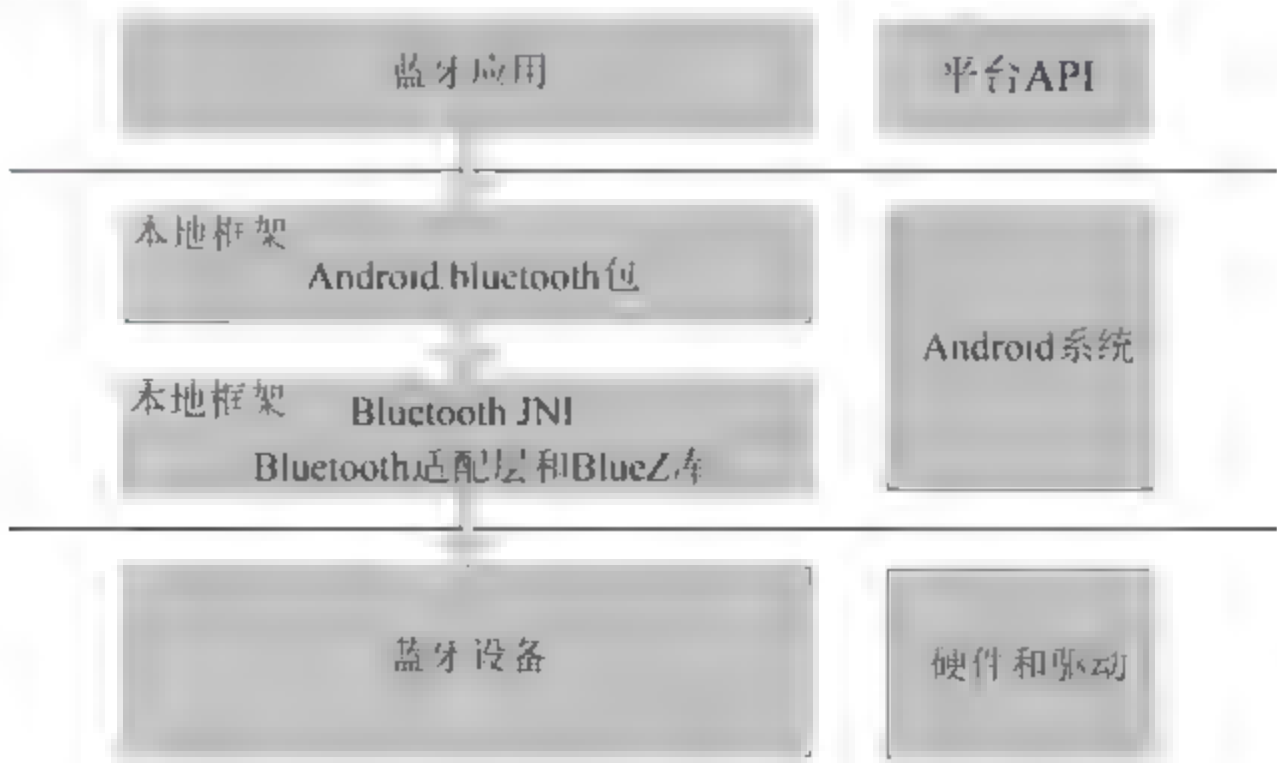 蓝牙应用
平台API
本地框架
Android.bluetooth包
Android系统
本地框架
Bluetooth JNI
Bluetooth适配层和BlueZ库
蓝牙设备
硬件和驱动